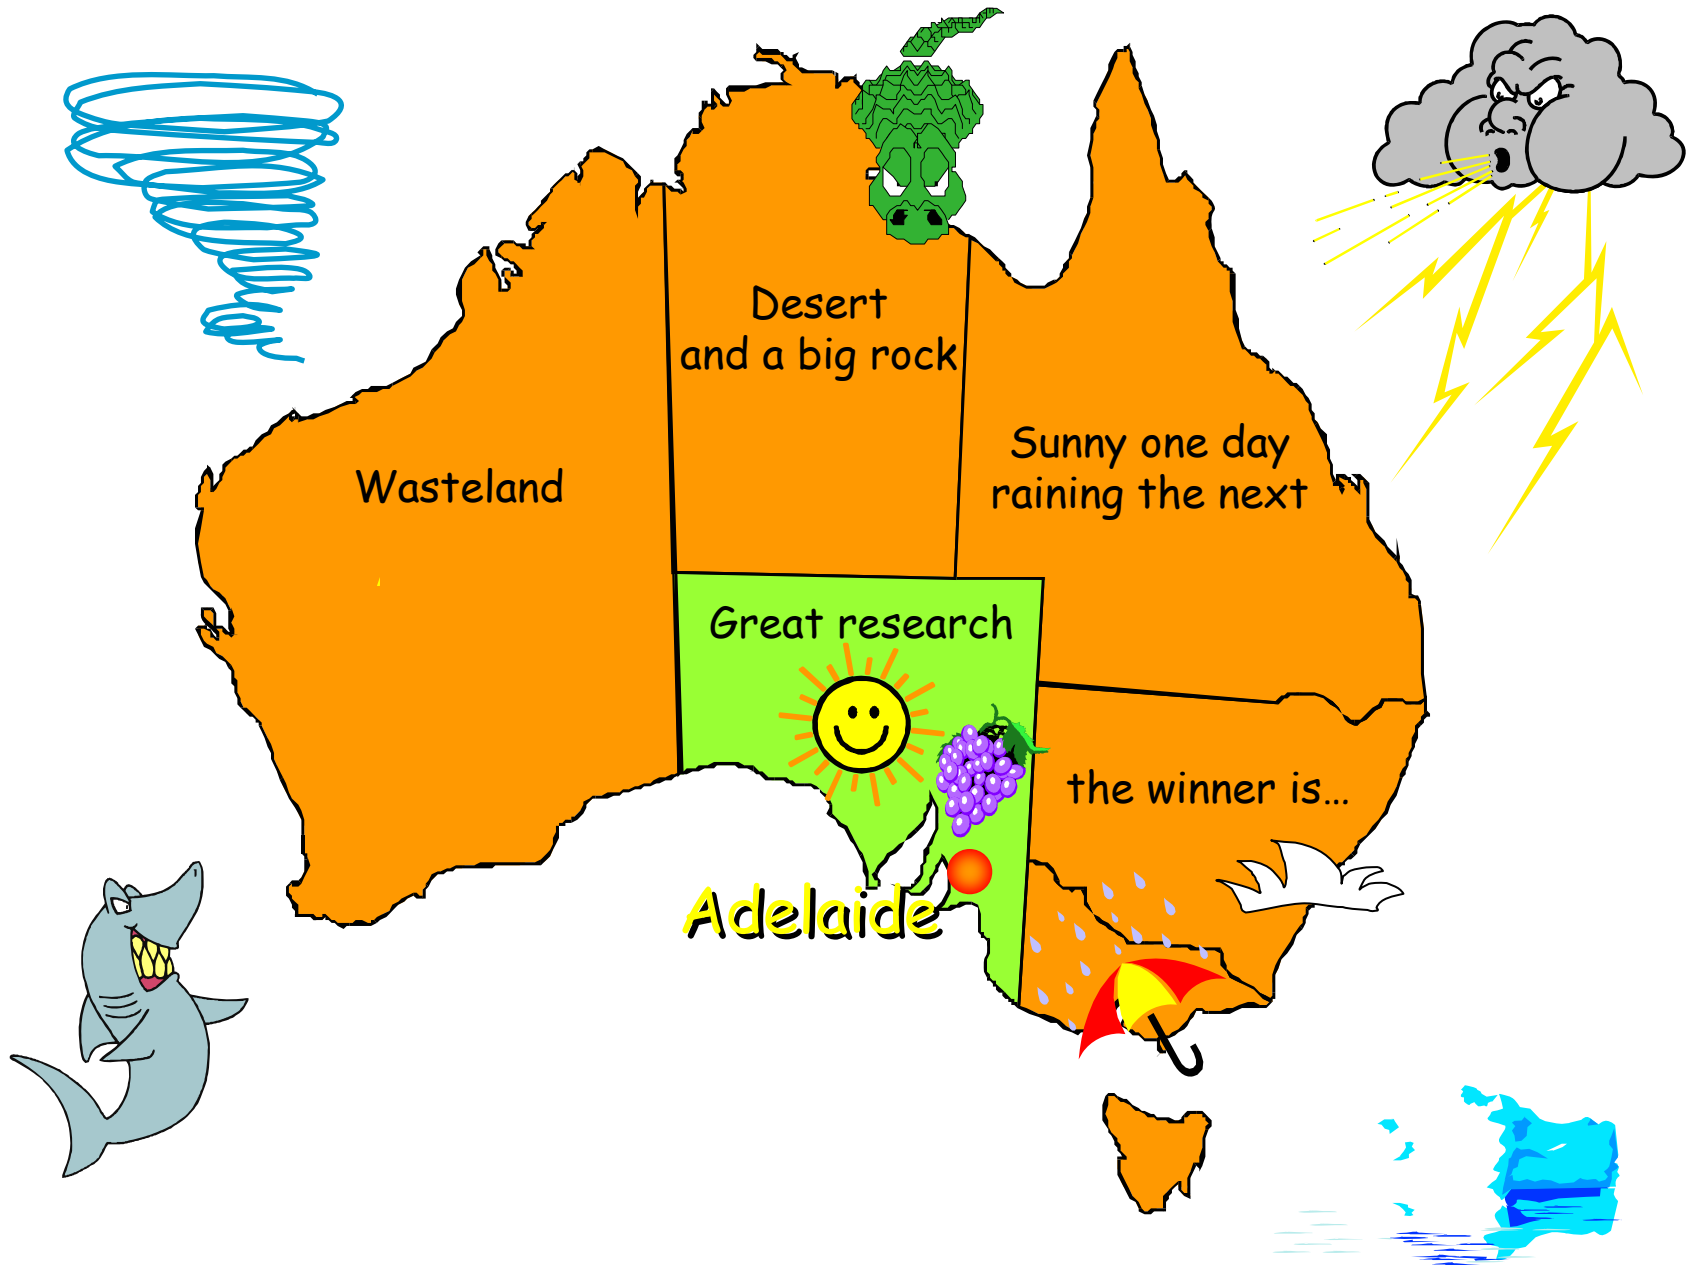 Desert
and a big rock
Sunny one day
raining the next
Wasteland
Great research
the winner is...
Adelaide